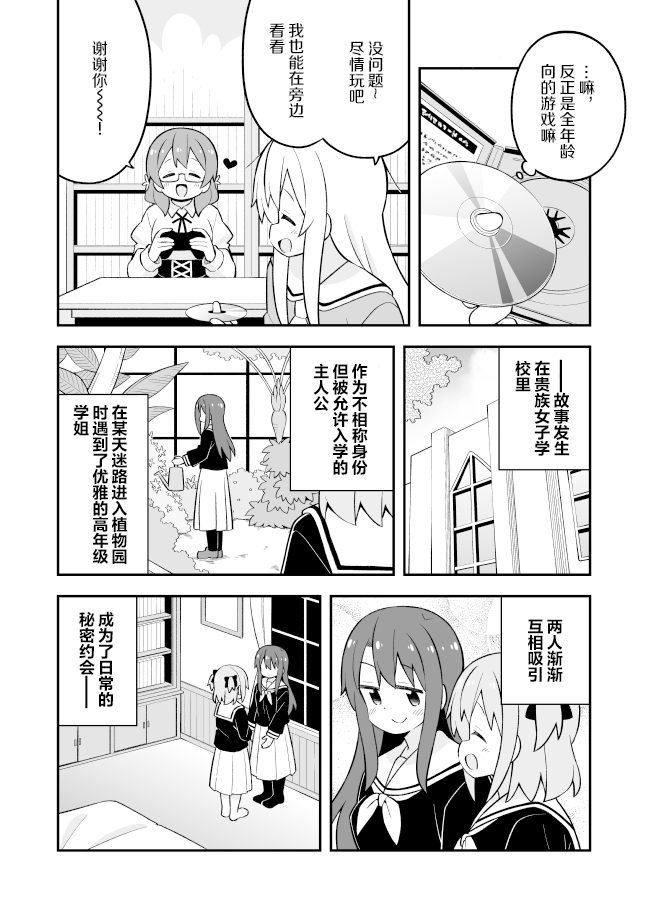 …嘛，
反正是全年龄
向的游戏嘛
没问题~
尽情玩吧
我也能在旁边
看看
谢谢你~~~！
——故事发生
在贵族女子学
校里
作为不相称身份
但被允许入学的
主人公
在某天迷路进入植物园
时遇到了优雅的高年级
学姐
两人渐渐
互相吸引
成为了日常的
秘密约会——